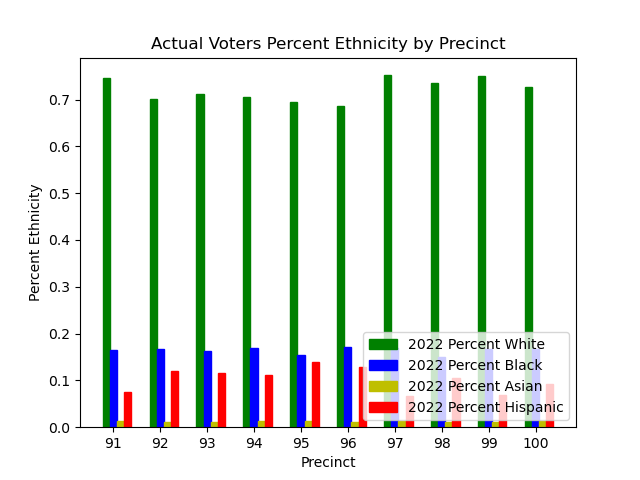 Actual Voters Percent Ethnicity by Precinct
Percent Ethnicity
0.7
0.6
0.5
0.4
0.3
0.2
0.1
0.0
2022 Percent White
2022 Percent Black
2022 Percent Asian
2022 Percent Hispanic
91 92 93 94 95 96 97 98 99 100
Precinct